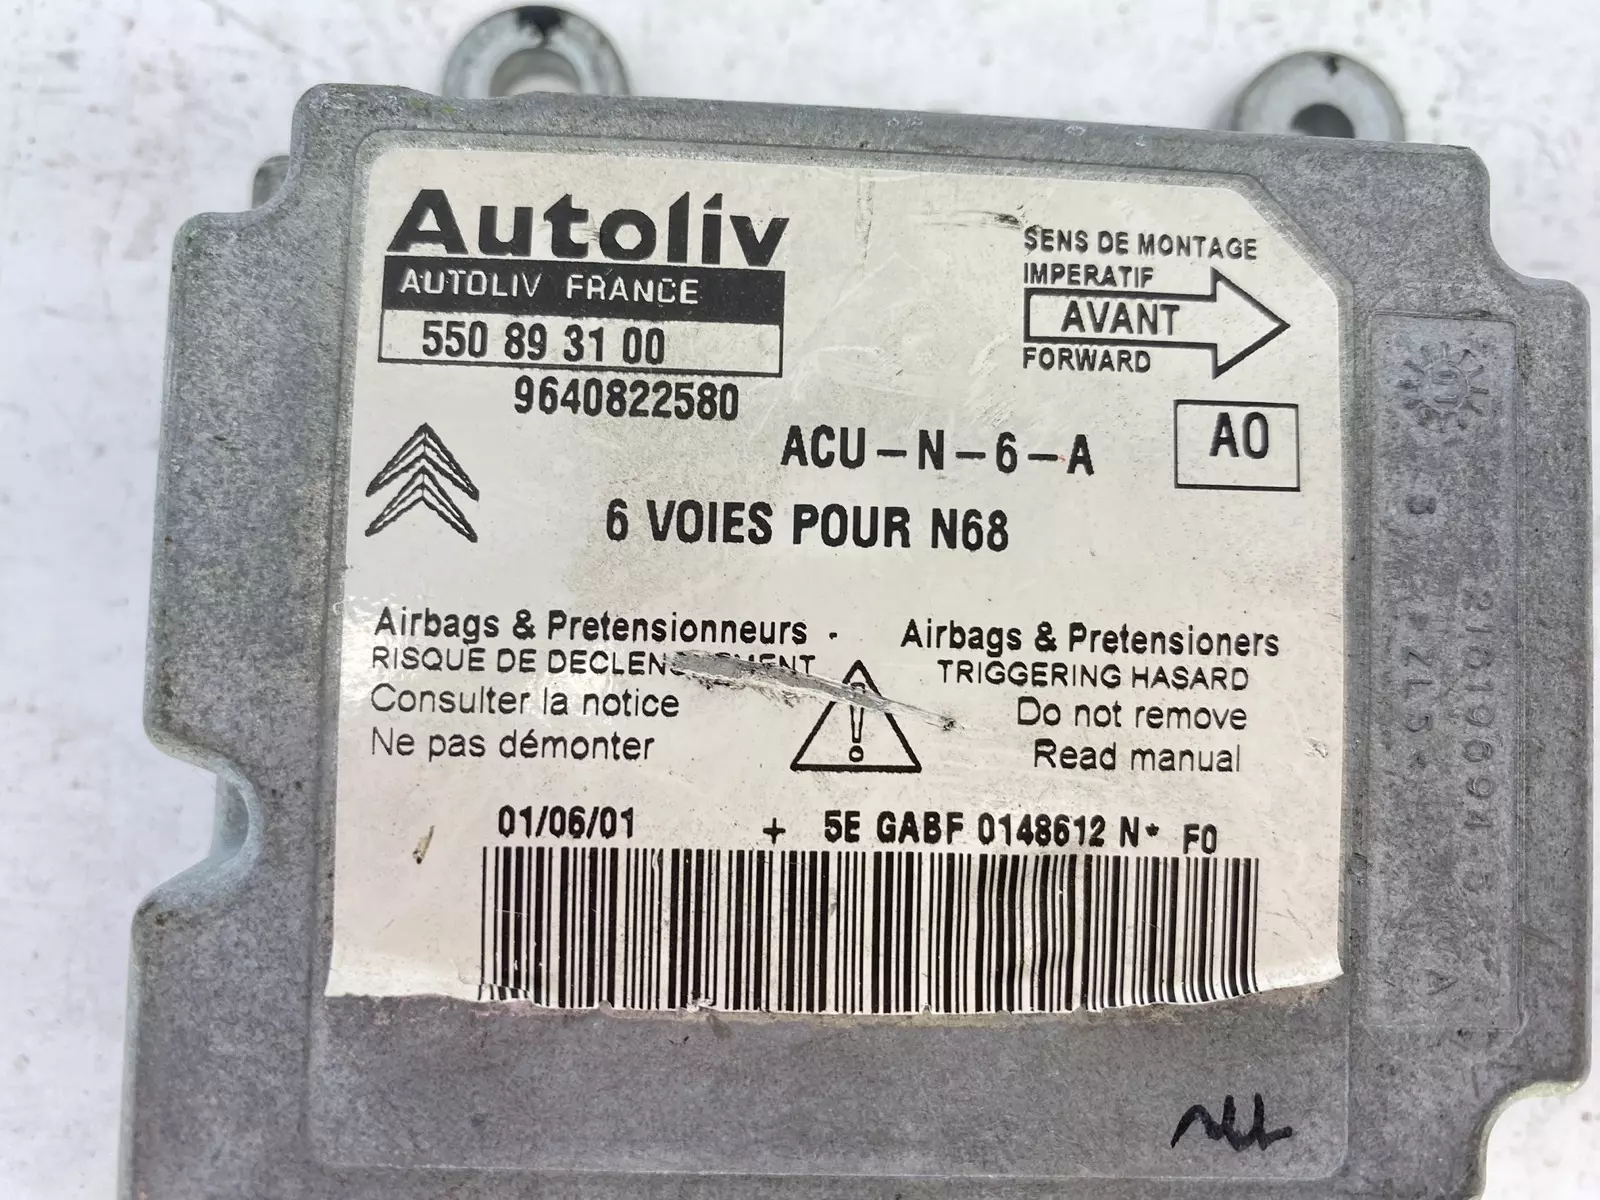 Autoliv
AUTOLIV FRANCE
550 89 31 00
9640822580
SENS DE MONTAGE
IMPERATIF
AVANT
FORWARD
ACU-N-6-A
A0
6 VOIES POUR N68
Airbags & Pretensionneurs
RISQUE DE
Consulter la notice
Ne pas démonter
Airbags & Pretensioners
TRIGGERING HASARD
Do not remove
Read manual
01/06/01 + 5E GABF 0148612 N* F0